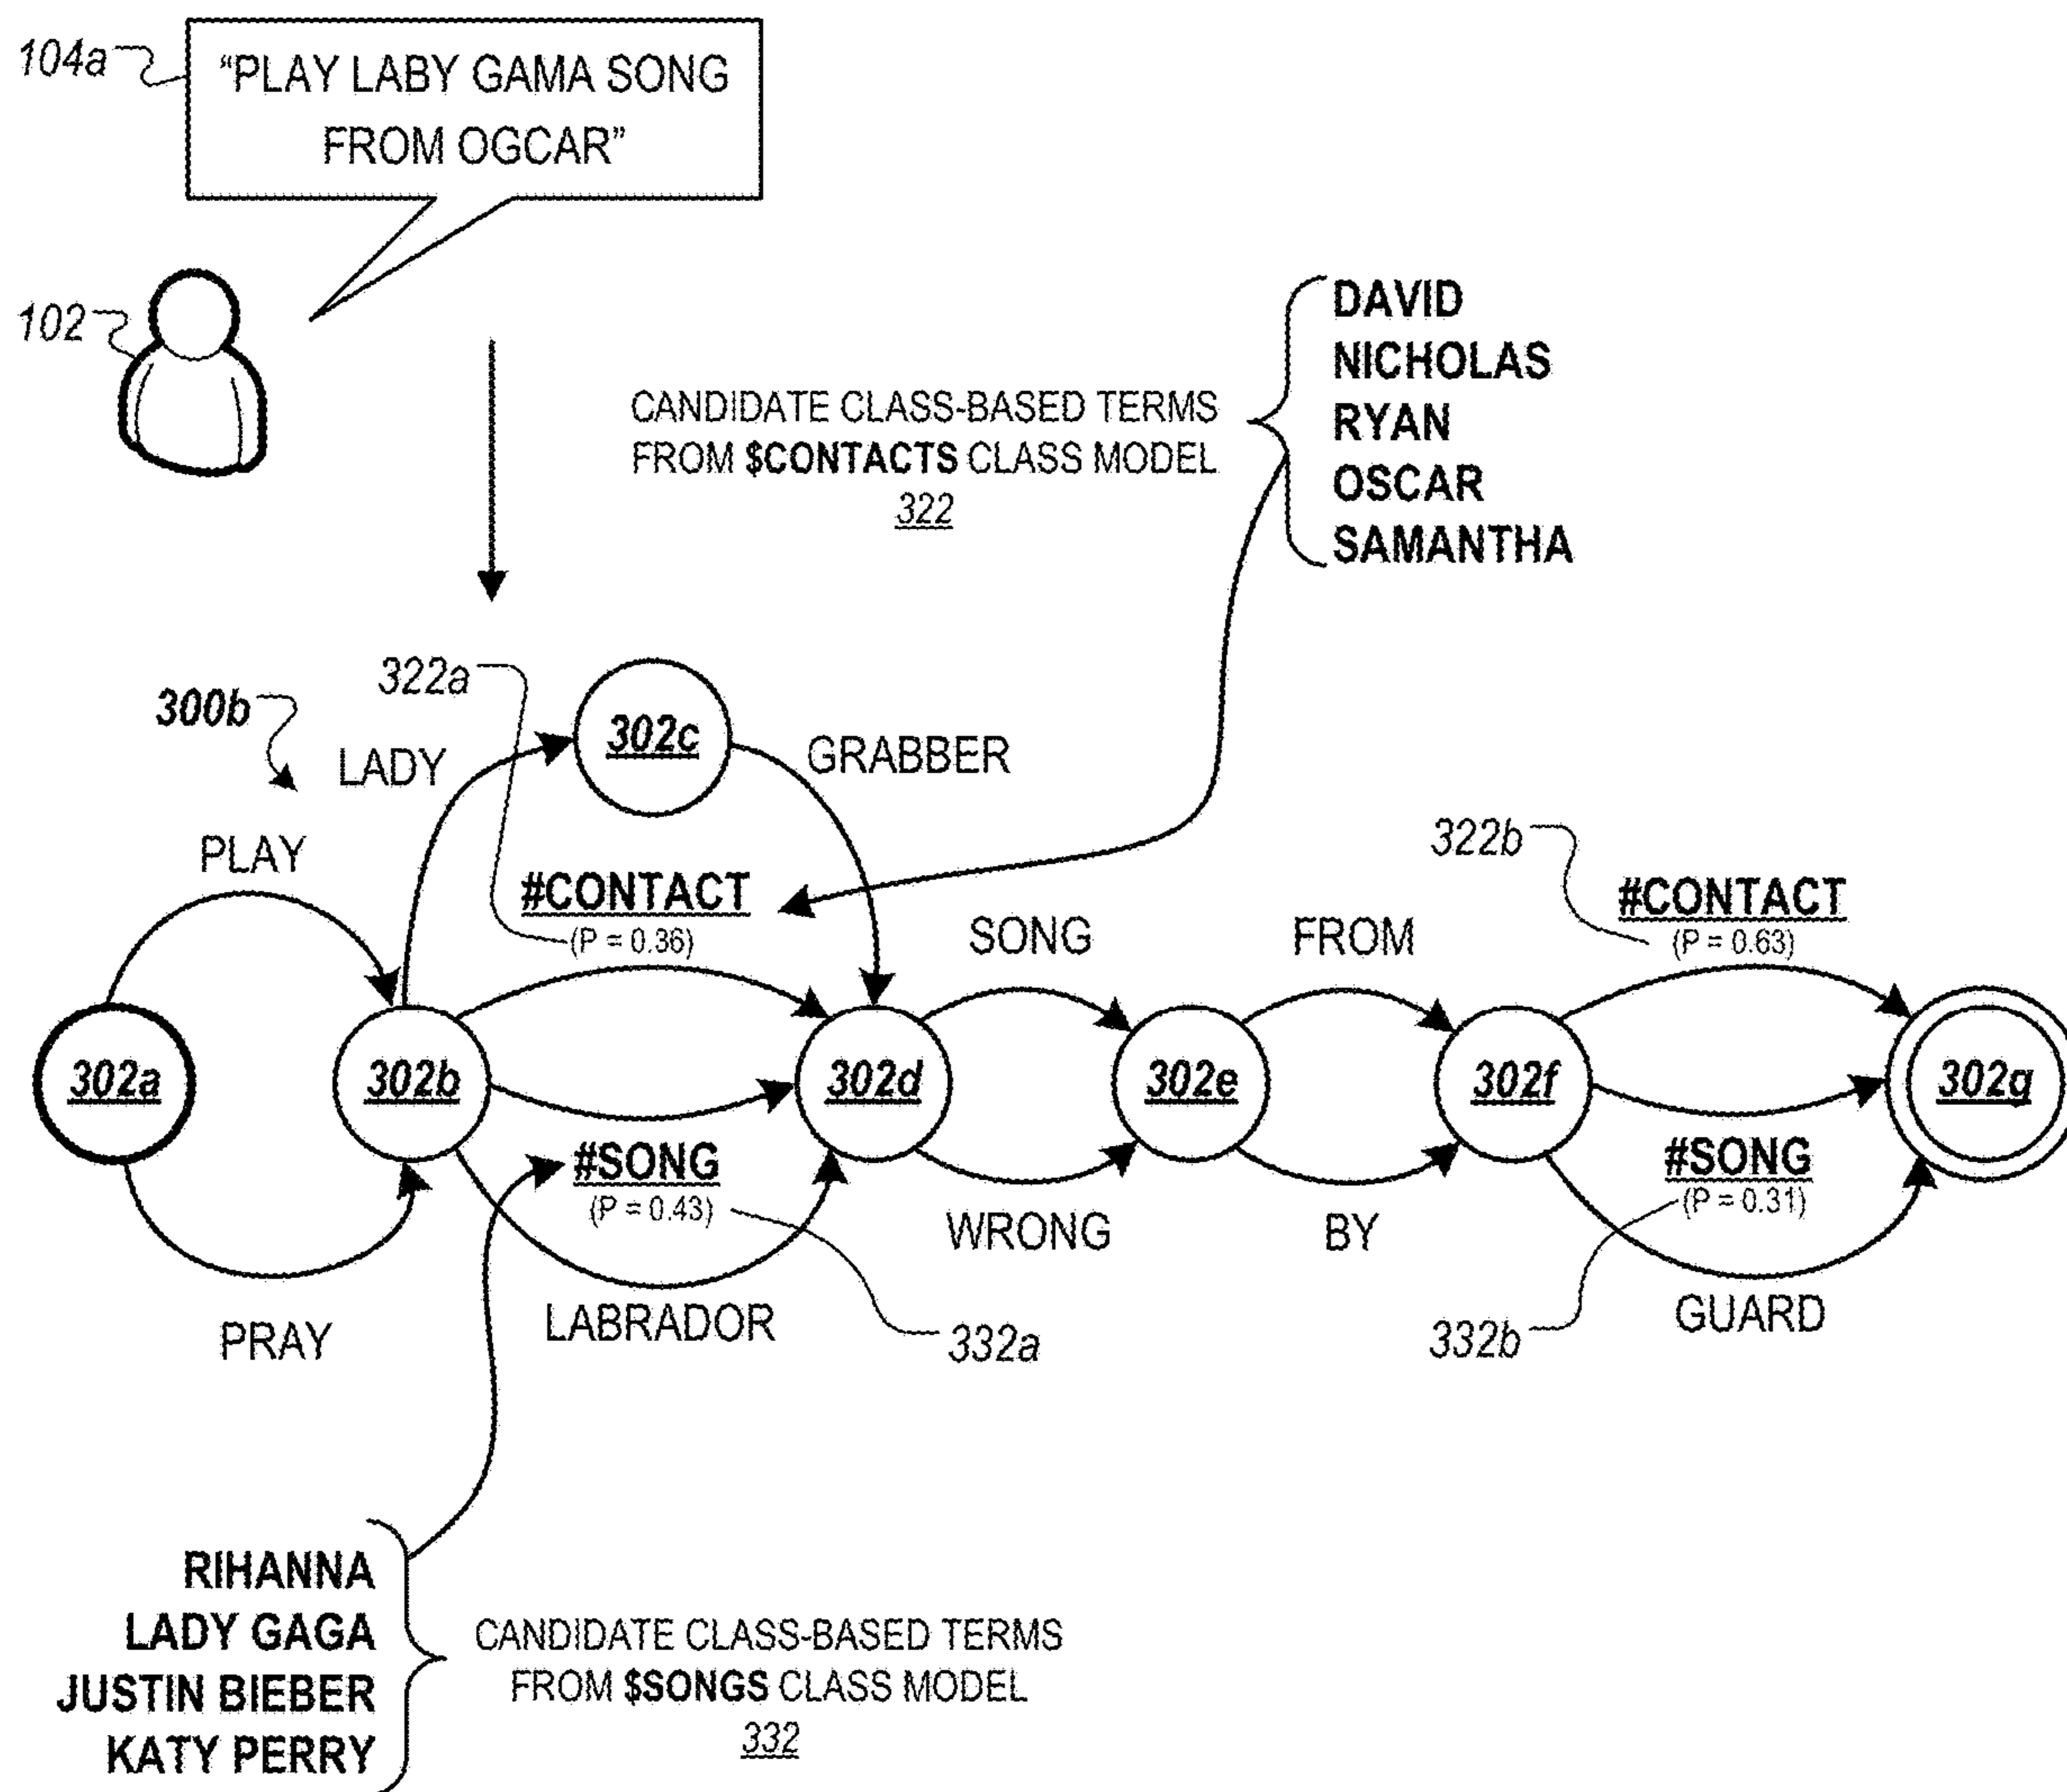 104a
“PLAY LABY GAMA SONG
FROM OGCAR”
102
CANDIDATE CLASS-BASED TERMS
FROM $CONTACTS CLASS MODEL
322
DAVID
NICHOLAS
RYAN
OSCAR
SAMANTHA
322a
300b
LADY
302c
GRABBER
PLAY
#CONTACT
(P = 0.36)
SONG
FROM
322b
#CONTACT
(P = 0.63)
302a
302b
302d
302e
302f
302g
#SONG
(P = 0.43)
#SONG
(P = 0.31)
PRAY
LABRADOR
332a
WRONG
BY
332b
GUARD
RIHANNA
LADY GAGA
JUSTIN BIEBER
KATY PERRY
CANDIDATE CLASS-BASED TERMS
FROM $SONGS CLASS MODEL
332